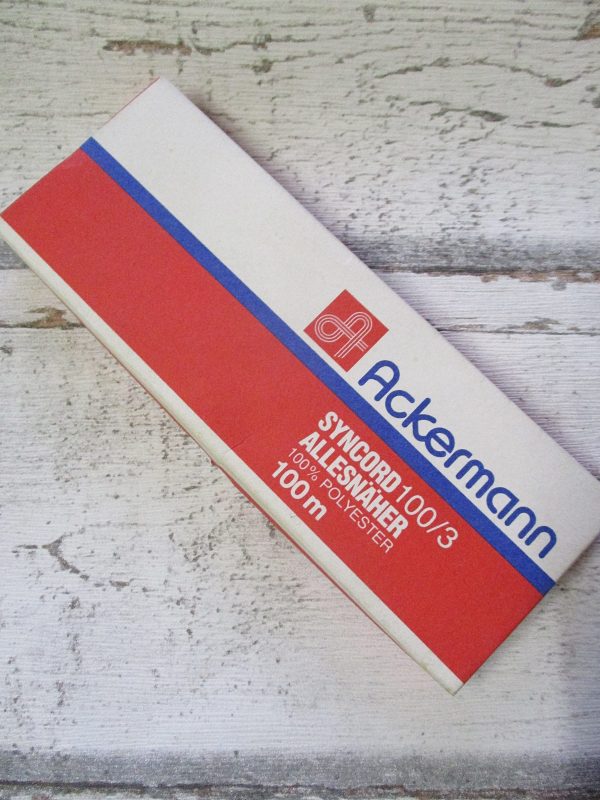 Ackermann
SYNCORD 100/3
ALLESNÄHER
100% POLYESTER
100 m